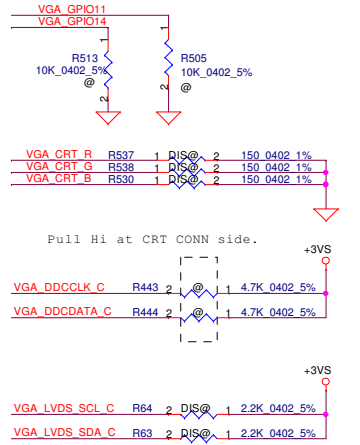 VGA_GPIO11
VGA_GPIO14
1 1
R513 R505
10K_0402_5% 10K_0402_5%
@ @
2 2
VGA_CRT_R R537 1 DIS@ 2 150_0402_1%
VGA_CRT_G R538 1 DIS@ 2 150_0402_1%
VGA_CRT_B R530 1 DIS@ 2 150_0402_1%
Pull Hi at CRT CONN side.
+3VS
VGA_DDCCLK_C R443 2 @ 1 4.7K_0402_5%
VGA_DDCDATA_C R444 2 @ 1 4.7K_0402_5%
+3VS
VGA_LVDS_SCL_C R64 2 DIS@ 1 2.2K_0402_5%
VGA_LVDS_SDA_C R63 2 DIS@ 1 2.2K_0402_5%